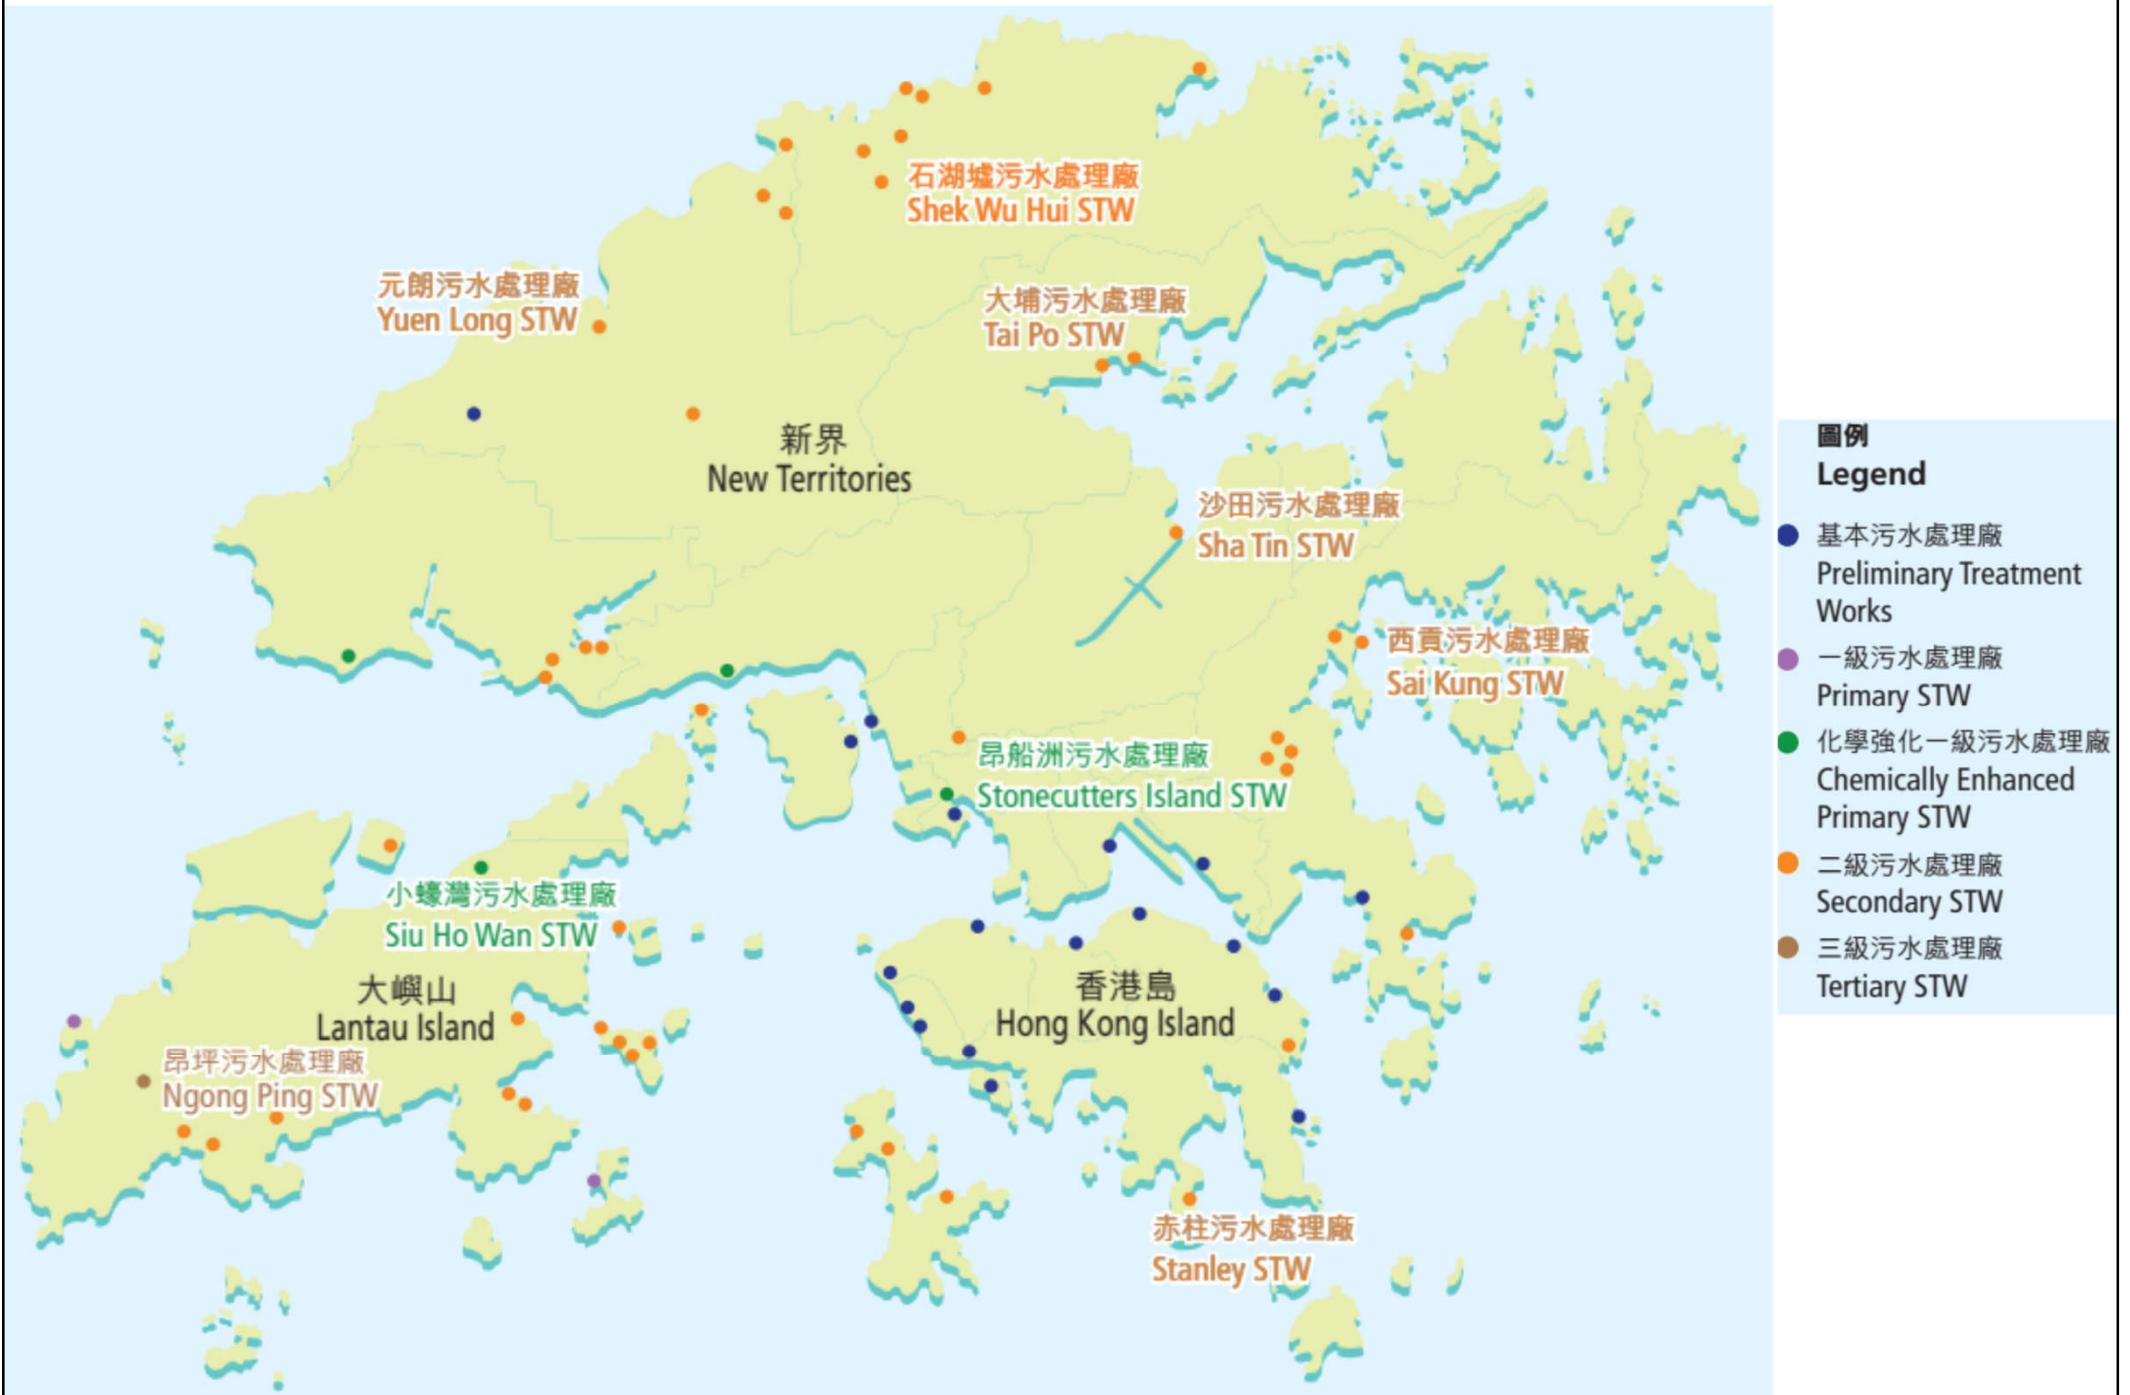 石湖墟污水處理廠
Shek Wu Hui STW
元朗污水處理廠
Yuen Long STW
大埔污水處理廠
Tai Po STW
新界
New Territories
沙田污水處理廠
Sha Tin STW
西貢污水處理廠
Sai Kung STW
昂船洲污水處理廠
Stonecutters Island STW
小蠔灣污水處理廠
Siu Ho Wan STW
大嶼山
Lantau Island
香港島
Hong Kong Island
昂坪污水處理廠
Ngong Ping STW
赤柱污水處理廠
Stanley STW
圖例
Legend
基本污水處理廠
Preliminary Treatment
Works
一級污水處理廠
Primary STW
化學強化一級污水處理廠
Chemically Enhanced
Primary STW
二級污水處理廠
Secondary STW
三級污水處理廠
Tertiary STW